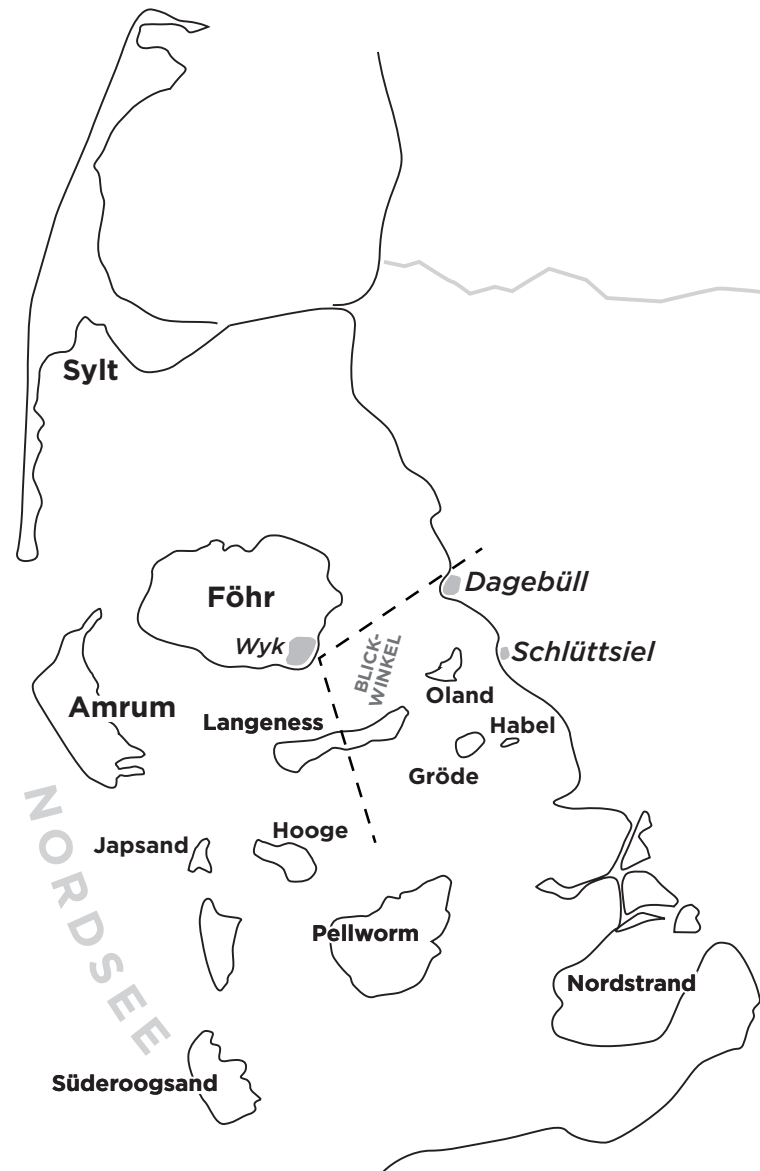 Sylt
Föhr
Dagebüll
Wyk
BLICK-
WINKEL
Schlüttsiel
Oland
Amrum
Langeness
Habel
Gröde
NORDSEE
Hooge
Japsand
Pellworm
Nordstrand
Süderoogsand